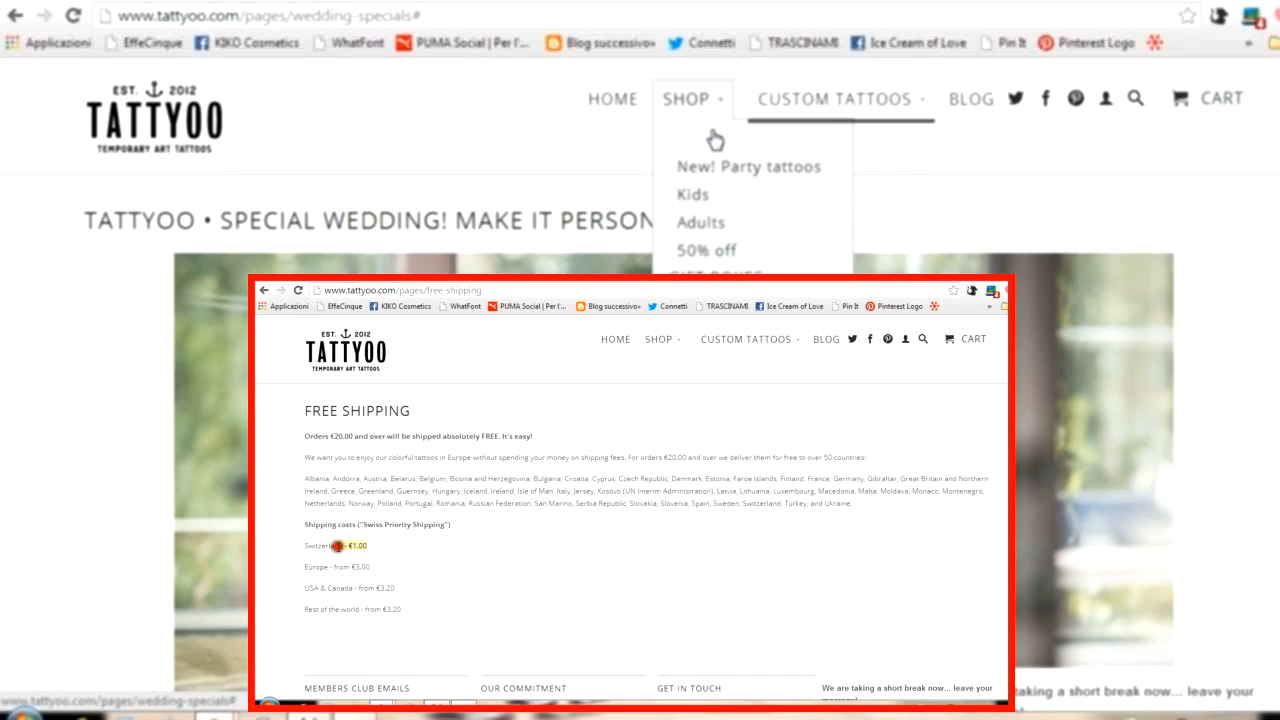 www.tattyoo.com/pages/wedding-specials#
Applicazioni EffeCinque KIKO Cosmetics WhatFont PUMA Social | Per l'... Blog successivo» Connetti TRASCINAMI Ice Cream of Love Pin It Pinterest Logo »
EST. 2012
TATTYOO
TEMPORARY ART TATTOOS
HOME SHOP CUSTOM TATTOOS BLOG CART
New! Party tattoos
Kids
Adults
50% off
GIFT BOXES
TATTYOO • SPECIAL WEDDING! MAKE IT PERSON
www.tattyoo.com/pages/free-shipping
Applicazioni EffeCinque KIKO Cosmetics WhatFont PUMA Social | Per l'... Blog successivo» Connetti TRASCINAMI Ice Cream of Love Pin It Pinterest Logo »
EST. 2012
TATTYOO
TEMPORARY ART TATTOOS
HOME SHOP CUSTOM TATTOOS BLOG CART
FREE SHIPPING
Orders €20.00 and over will be shipped absolutely FREE. It's easy!
We want you to enjoy our colorful tattoos in Europe without spending your money on shipping fees. For orders €20.00 and over we deliver them for free to over 50 countries:
Albania, Andorra, Austria, Belarus, Belgium, Bosnia and Herzegovina, Bulgaria, Croatia, Cyprus, Czech Republic, Denmark, Estonia, Faroe Islands, Finland, France, Germany, Gibraltar, Great Britain and Northern
Ireland, Greece, Greenland, Guernsey, Hungary, Iceland, Ireland, Isle of Man, Italy, Jersey, Kosovo (UN Interim Administration), Latvia, Lithuania, Luxembourg, Macedonia, Malta, Moldava, Monaco, Montenegro,
Netherlands, Norway, Poland, Portugal, Romania, Russian Federation, San Marino, Serbia Republic, Slovakia, Slovenia, Spain, Sweden, Switzerland, Turkey, and Ukraine.
Shipping costs ("Swiss Priority Shipping")
- €1.00
Europe - from €3.00
USA & Canada - from €3.20
Rest of the world - from €3.20
MEMBERS CLUB EMAILS OUR COMMITMENT GET IN TOUCH
We are taking a short break now... leave your
message!
taking a short break now... leave your
www.tattyoo.com/pages/wedding-specials#